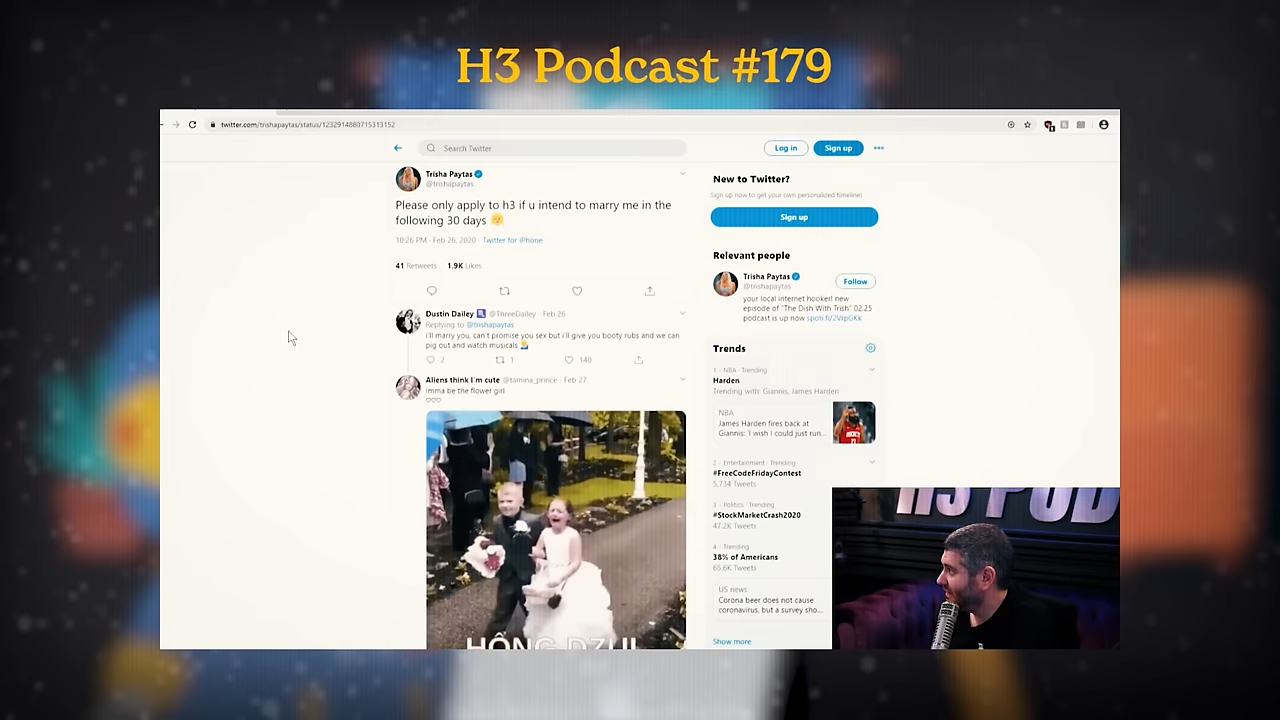 H3 Podcast #179
twitter.com/trishapaytas/status/1232914880715313152
Search Twitter
Log in
Sign up
Trisha Paytas
@trishapaytas
Please only apply to h3 if u intend to marry me in the
following 30 days
10:26 PM · Feb 26, 2020 · Twitter for iPhone
41 Retweets 1.9K Likes
Dustin Dailey @ThreeDailey · Feb 26
Replying to @trishapaytas
i'll marry you, can't promise you sex but i'll give you booty rubs and we can
pig out and watch musicals
2 1 140
Aliens think I'm cute @tamina_prince · Feb 27
Imma be the flower girl
♡♡♡
HỒNG DZUI
New to Twitter?
Sign up now to get your own personalized timeline!
Sign up
Relevant people
Trisha Paytas
@trishapaytas
Follow
your local internet hooker! new
episode of "The Dish With Trish" 02.25
podcast is up now spoti.fi/2VrpGKk
Trends
1 · NBA · Trending
Harden
Trending with: Giannis, James Harden
NBA
James Harden fires back at
Giannis: 'I wish I could just run...
2 · Entertainment · Trending
#FreeCodeFridayContest
5,734 Tweets
3 · Politics · Trending
#StockMarketCrash2020
47.2K Tweets
4 · Trending
38% of Americans
65.6K Tweets
US news
Corona beer does not cause
coronavirus, but a survey sho...
Show more
H3 POD